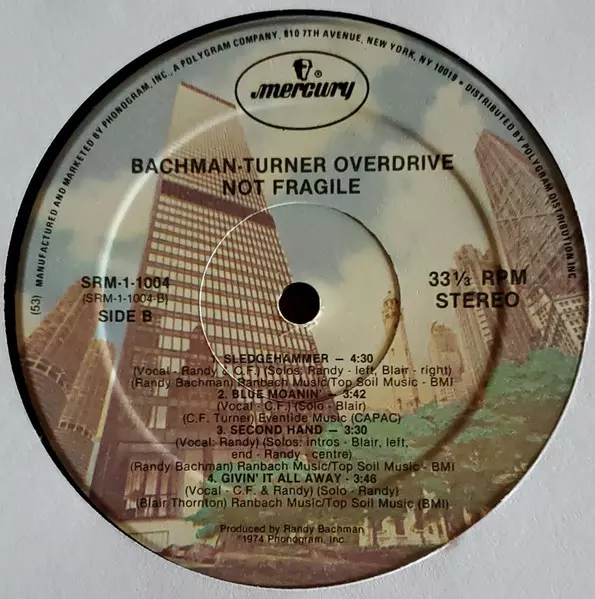 MANUFACTURED AND MARKETED BY PHONOGRAM, INC., A POLYGRAM COMPANY, 810 7TH AVENUE, NEW YORK, NY 10019 • DISTRIBUTED BY POLYGRAM DISTRIBUTION INC
(53)
mercury®
BACHMAN-TURNER OVERDRIVE
NOT FRAGILE
SRM-1-1004
(SRM-1-1004-B)
SIDE B
33⅓ RPM
STEREO
SLEDGEHAMMER — 4:30
(Vocal - Randy & C.F.) (Solos: Randy - left, Blair - right)
(Randy Bachman) Ranbach Music/Top Soil Music - BMI
2. BLUE MOANIN' — 3:42
(Vocal - C.F.) (Solo - Blair)
(C.F. Turner) Eventide Music (CAPAC)
3. SECOND HAND — 3:30
(Vocal: Randy) (Solos: intros - Blair, left,
end - Randy - centre)
(Randy Bachman) Ranbach Music/Top Soil Music - BMI
4. GIVIN' IT ALL AWAY - 3:46
(Vocal - C.F. & Randy) (Solo - Randy)
(Blair Thornton) Ranbach Music/Top Soil Music (BMI)
Produced by Randy Bachman
℗1974 Phonogram, Inc.